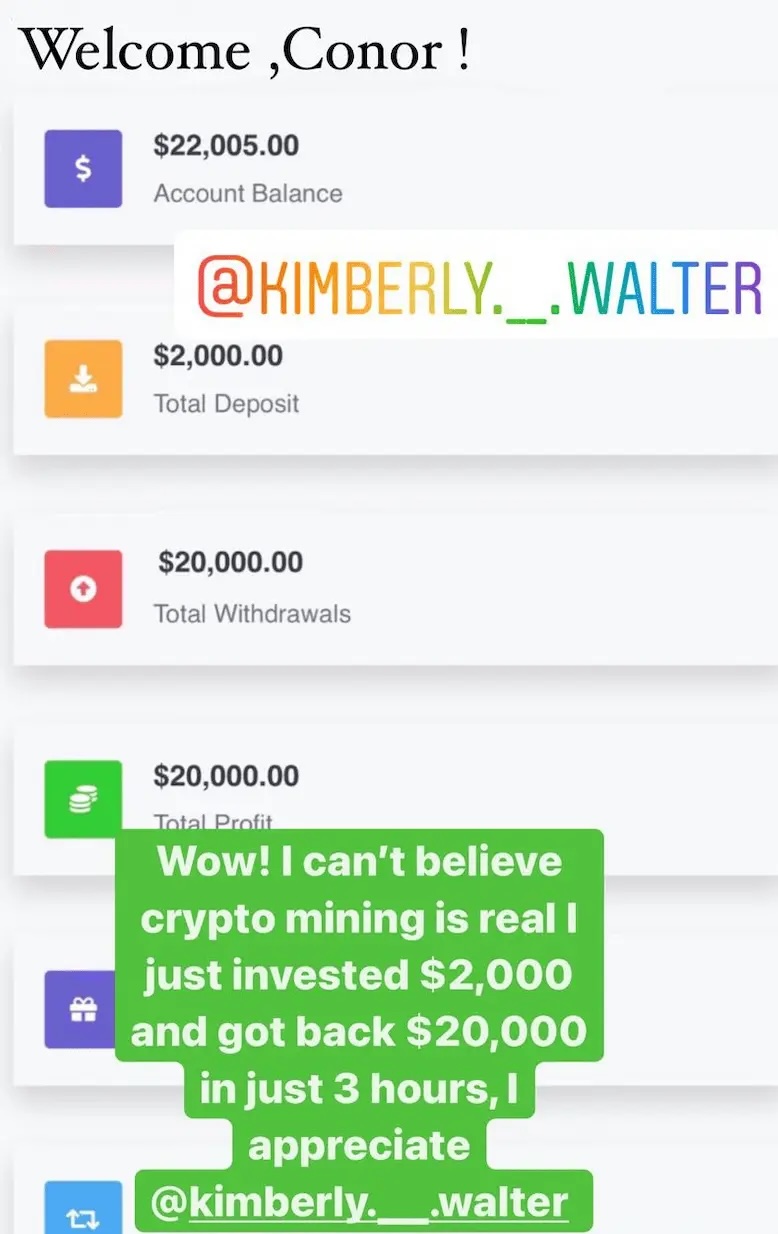 Welcome ,Conor !
$22,005.00
Account Balance
@KIMBERLY.__.WALTER
$2,000.00
Total Deposit
$20,000.00
Total Withdrawals
$20,000.00
Total Profit
Wow! I can’t believe
crypto mining is real I
just invested $2,000
and got back $20,000
in just 3 hours, I
appreciate
@kimberly.___.walter